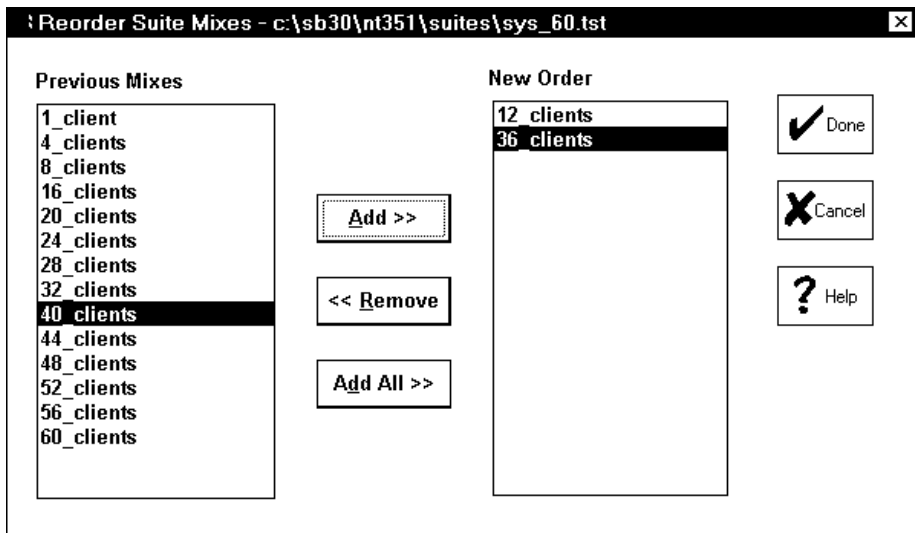 Reorder Suite Mixes - c:\sb30\nt351\suites\sys_60.tst
Previous Mixes
1_client
4_clients
8_clients
16_clients
20_clients
24_clients
28_clients
32_clients
40_clients
44_clients
48_clients
52_clients
56_clients
60_clients
Add >>
<< Remove
Add All >>
New Order
12_clients
36_clients
Done
Cancel
Help